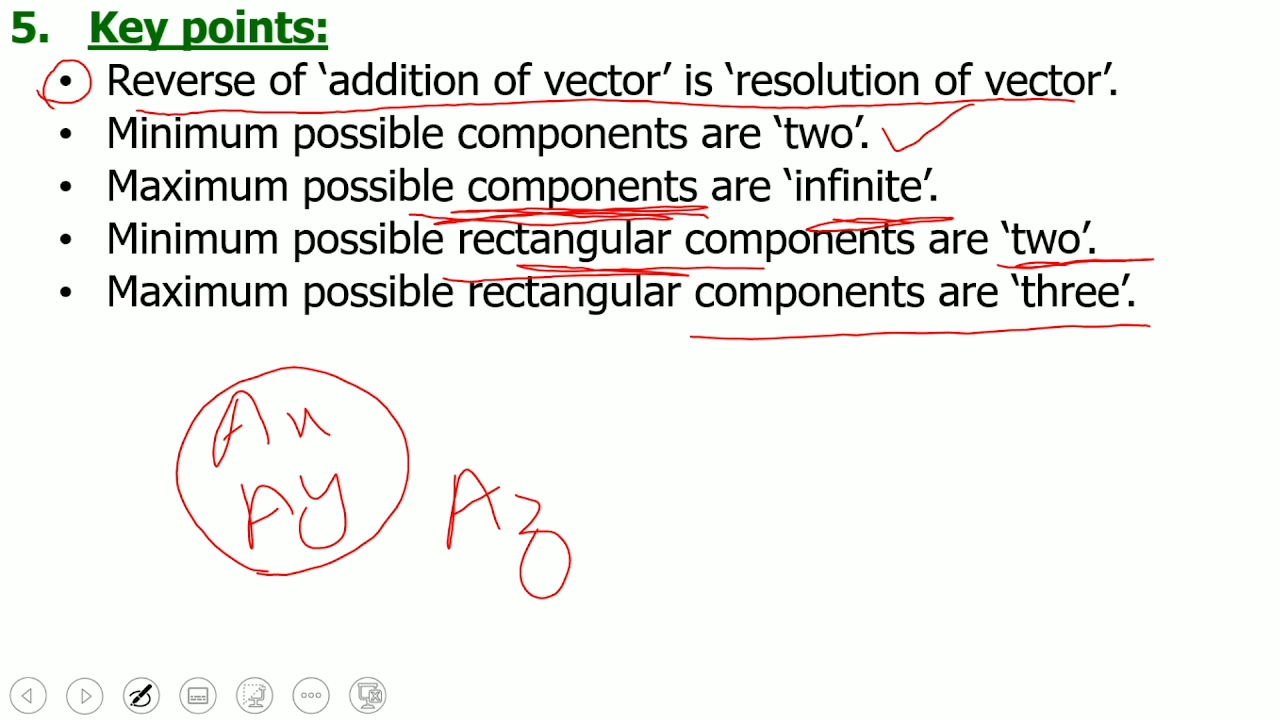 5. Key points:
• Reverse of ‘addition of vector’ is ‘resolution of vector’.
• Minimum possible components are ‘two’.
• Maximum possible components are ‘infinite’.
• Minimum possible rectangular components are ‘two’.
• Maximum possible rectangular components are ‘three’.
Ax
Ay
Az